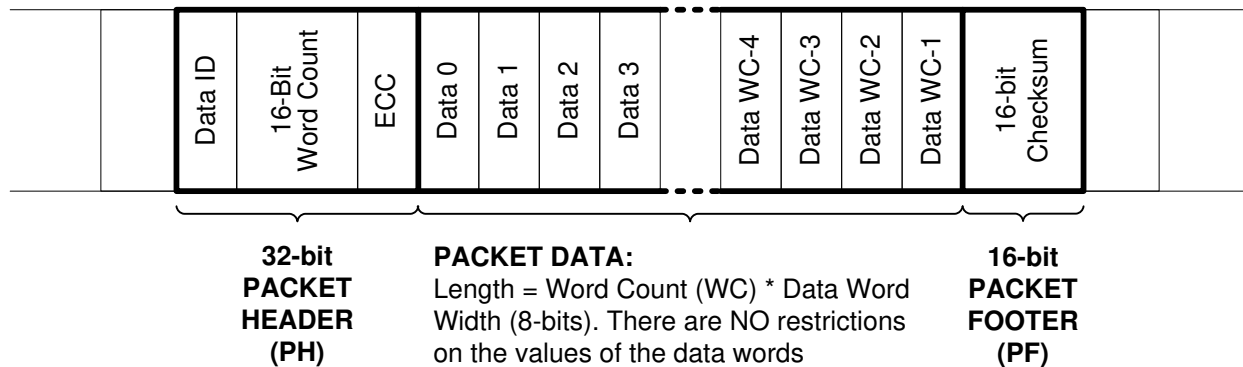 Data ID
16-Bit
Word Count
ECC
Data 0
Data 1
Data 2
Data 3
Data WC-4
Data WC-3
Data WC-2
Data WC-1
16-bit
Checksum
32-bit
PACKET
HEADER
(PH)
PACKET DATA:
Length = Word Count (WC) * Data Word
Width (8-bits). There are NO restrictions
on the values of the data words
16-bit
PACKET
FOOTER
(PF)